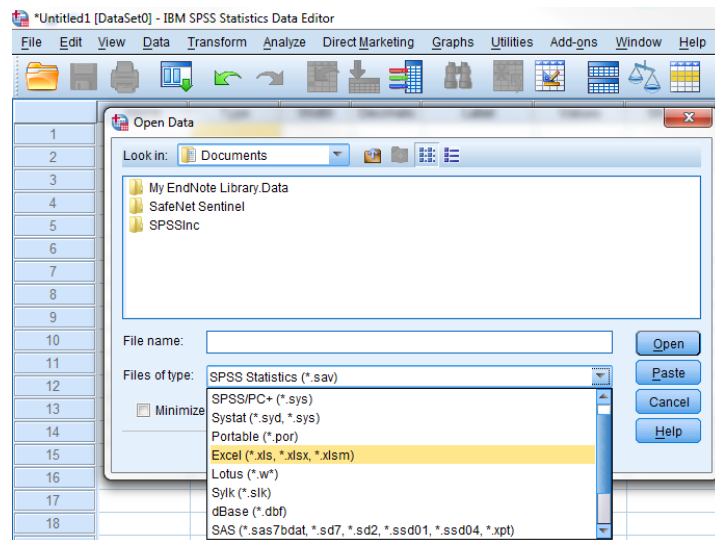 *Untitled1 [DataSet0] - IBM SPSS Statistics Data Editor
File Edit View Data Transform Analyze Direct Marketing Graphs Utilities Add-ons Window Help
Open Data
1
2
3
4
5
6
7
8
9
10
11
12
13
14
15
16
17
18
Look in: Documents
My EndNote Library.Data
SafeNet Sentinel
SPSSInc
File name:
Open
Files of type: SPSS Statistics (*.sav)
Paste
Minimize
Cancel
Help
SPSS/PC+ (*.sys)
Systat (*.syd, *.sys)
Portable (*.por)
Excel (*.xls, *.xlsx, *.xlsm)
Lotus (*.w*)
Sylk (*.slk)
dBase (*.dbf)
SAS (*.sas7bdat, *.sd7, *.sd2, *.ssd01, *.ssd04, *.xpt)